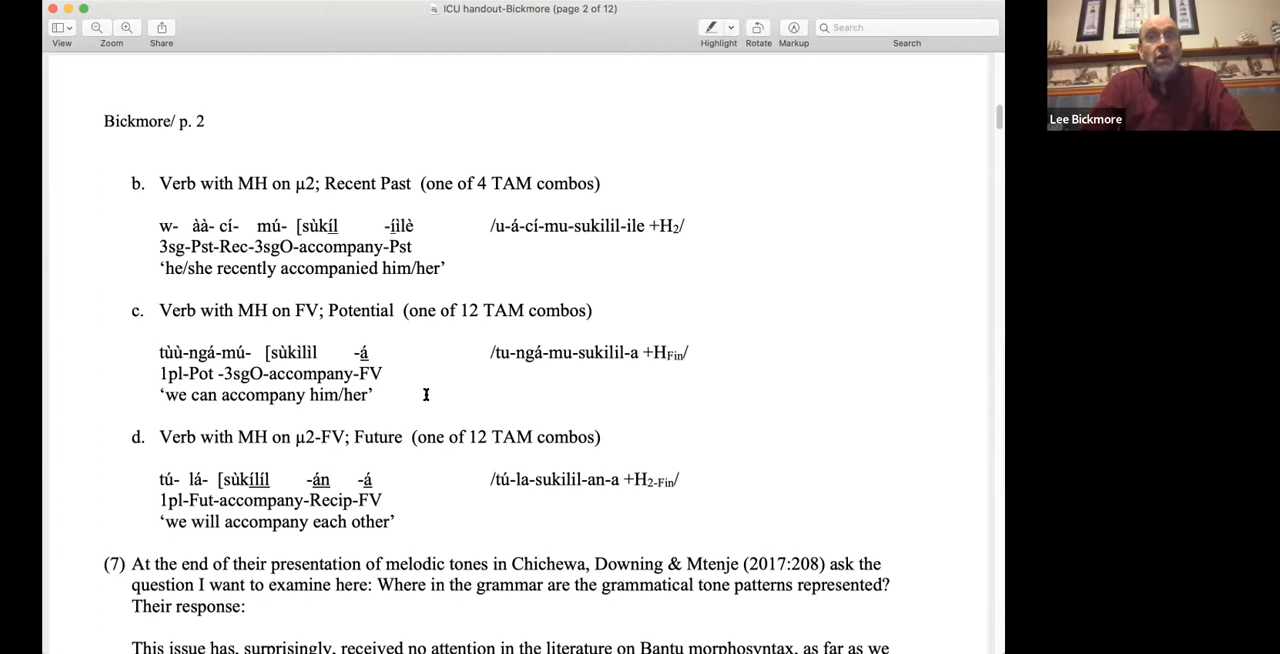 ICU handout-Bickmore (page 2 of 12)
View Zoom Share Highlight Rotate Markup Search
Search
Lee Bickmore
Bickmore/ p. 2
b. Verb with MH on µ2; Recent Past (one of 4 TAM combos)
w- àà- cí- mú- [sùkíl -íìlè /u-á-cí-mu-sukilil-ile +H2/
3sg-Pst-Rec-3sgO-accompany-Pst
‘he/she recently accompanied him/her’
c. Verb with MH on FV; Potential (one of 12 TAM combos)
tùù-ngá-mú- [sùkìlìl -á /tu-ngá-mu-sukilil-a +HFin/
1pl-Pot -3sgO-accompany-FV
‘we can accompany him/her’
d. Verb with MH on µ2-FV; Future (one of 12 TAM combos)
tú- lá- [sùkílíl -án -á /tú-la-sukilil-an-a +H2-Fin/
1pl-Fut-accompany-Recip-FV
‘we will accompany each other’
(7) At the end of their presentation of melodic tones in Chichewa, Downing & Mtenje (2017:208) ask the
question I want to examine here: Where in the grammar are the grammatical tone patterns represented?
Their response:
This issue has, surprisingly, received no attention in the literature on Bantu morphosyntax, as far as we